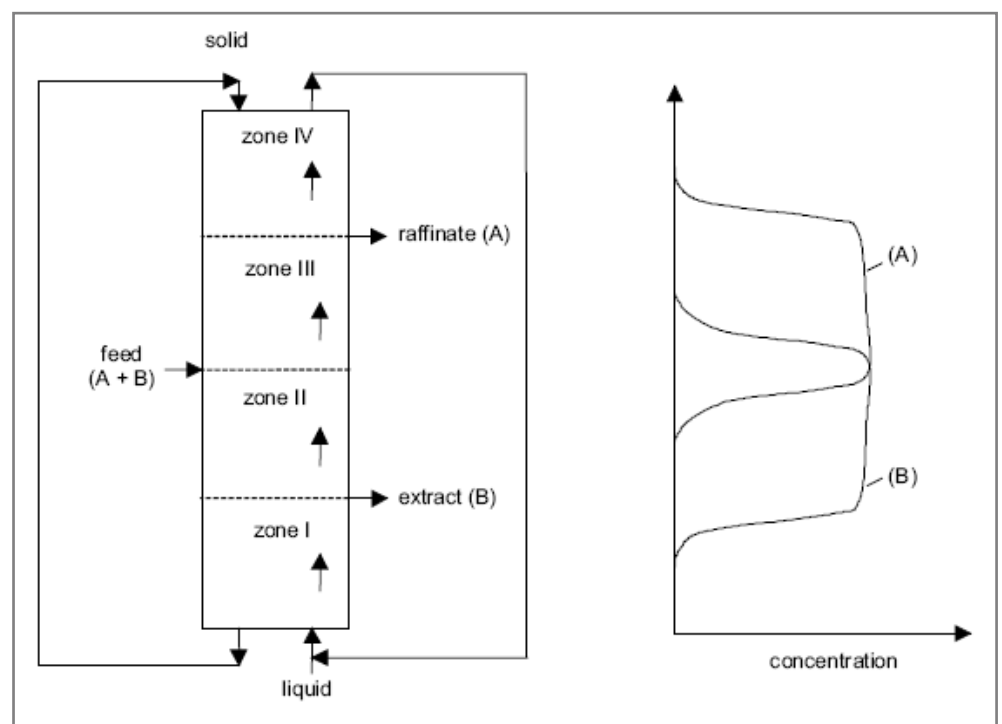 solid
zone IV
raffinate (A)
zone III
feed
(A + B)
zone II
extract (B)
zone I
liquid
(A)
(B)
concentration